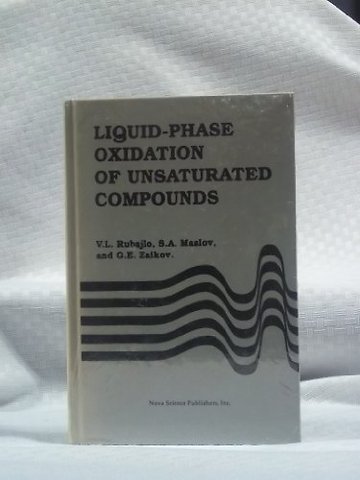 LIQUID-PHASE
OXIDATION
OF UNSATURATED
COMPOUNDS
V.L. Rubajlo, S.A. Maslov,
and G.E. Zaikov.
Nova Science Publishers, Inc.